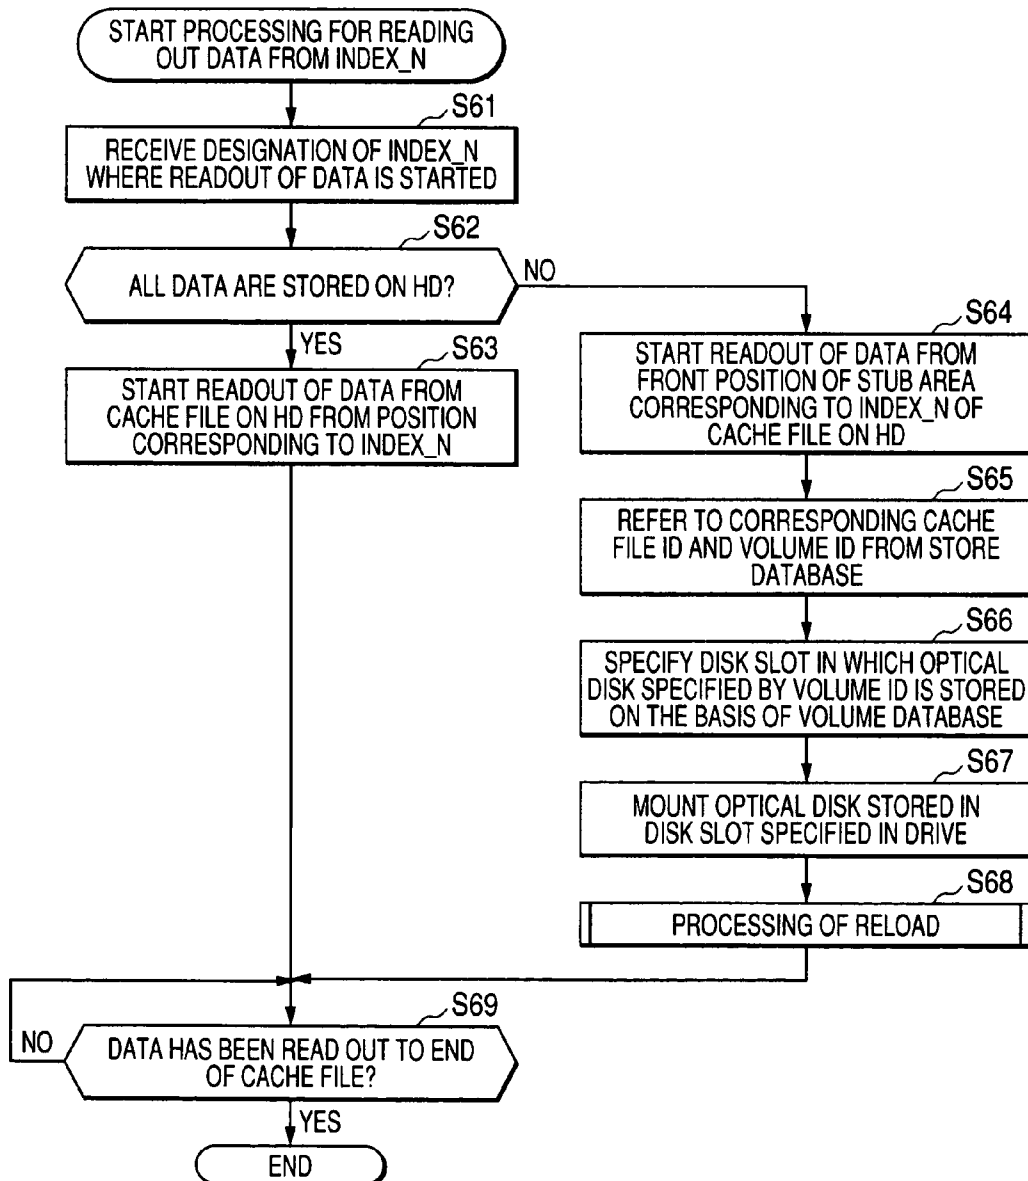 START PROCESSING FOR READING
OUT DATA FROM INDEX_N
S61
RECEIVE DESIGNATION OF INDEX_N
WHERE READOUT OF DATA IS STARTED
S62
ALL DATA ARE STORED ON HD?
NO
YES
S63
START READOUT OF DATA FROM
CACHE FILE ON HD FROM POSITION
CORRESPONDING TO INDEX_N
S64
START READOUT OF DATA FROM
FRONT POSITION OF STUB AREA
CORRESPONDING TO INDEX_N OF
CACHE FILE ON HD
S65
REFER TO CORRESPONDING CACHE
FILE ID AND VOLUME ID FROM STORE
DATABASE
S66
SPECIFY DISK SLOT IN WHICH OPTICAL
DISK SPECIFIED BY VOLUME ID IS STORED
ON THE BASIS OF VOLUME DATABASE
S67
MOUNT OPTICAL DISK STORED IN
DISK SLOT SPECIFIED IN DRIVE
S68
PROCESSING OF RELOAD
S69
NO
DATA HAS BEEN READ OUT TO END
OF CACHE FILE?
YES
END